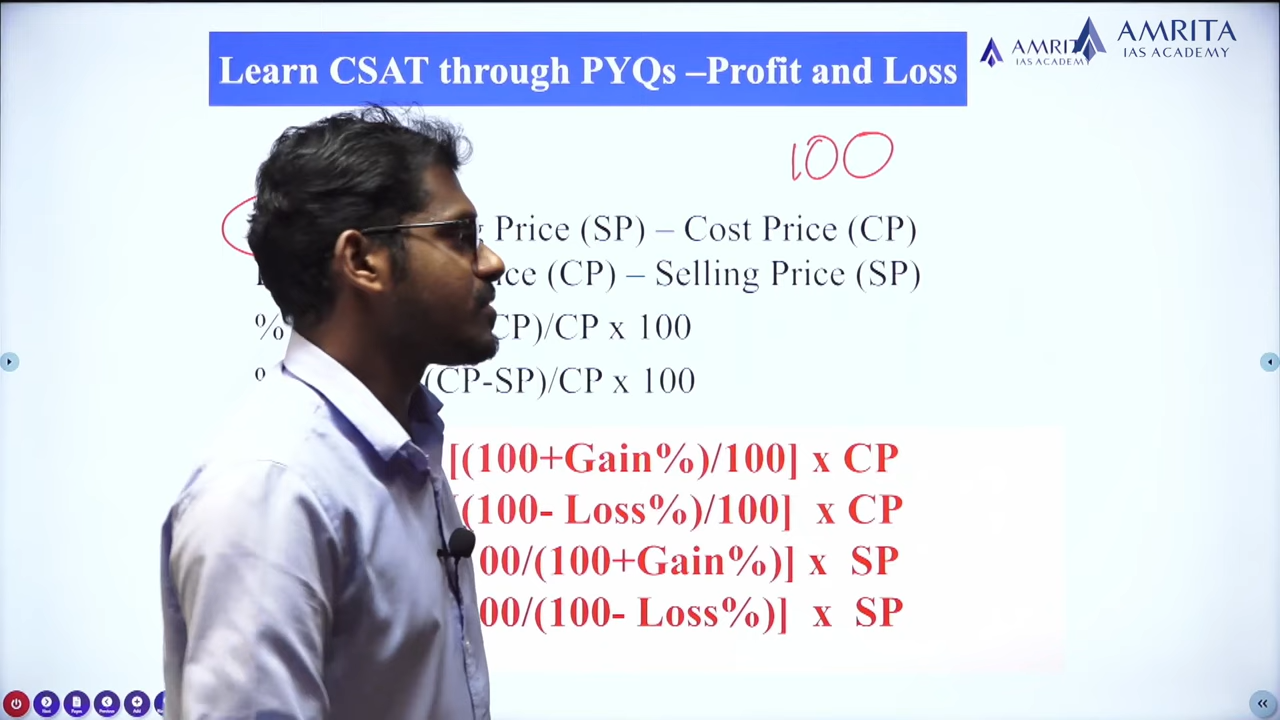 Learn CSAT through PYQs –Profit and Loss
AMRITA
IAS ACADEMY
AMRITA
IAS ACADEMY
100
Price (SP) – Cost Price (CP)
(CP) – Selling Price (SP)
% CP)/CP x 100
(CP-SP)/CP x 100
[(100+Gain%)/100] x CP
(100- Loss%)/100] x CP
00/(100+Gain%)] x SP
00/(100- Loss%)] x SP